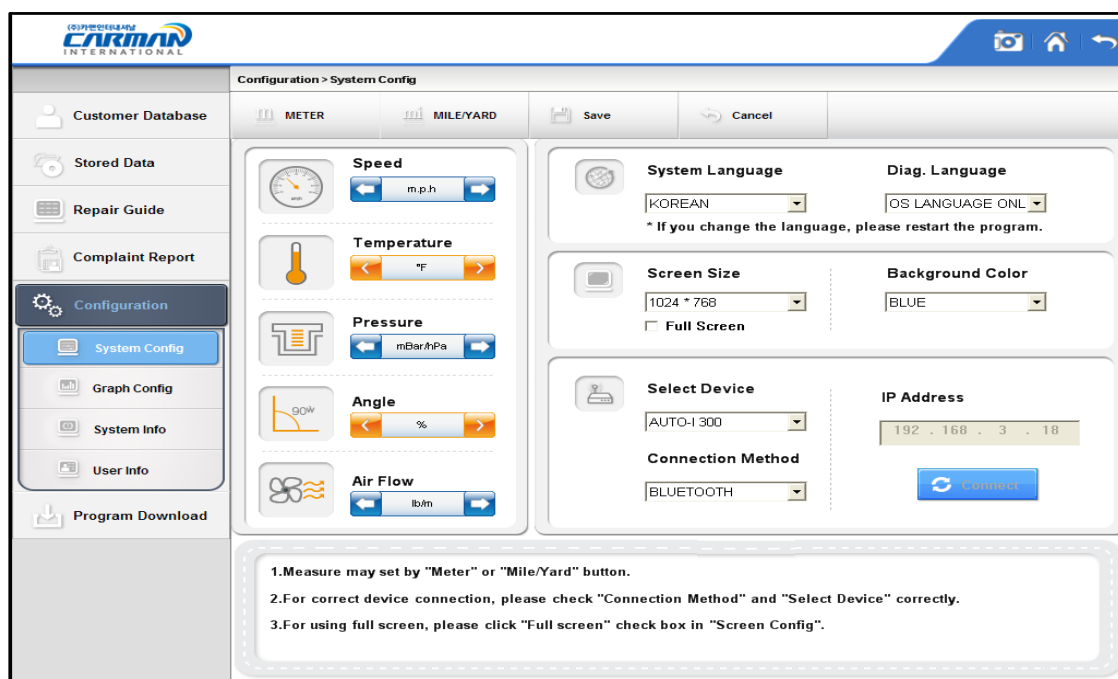 (주)카맨인터내셔날
CARMAN
INTERNATIONAL
Configuration > System Config
METER
MILE/YARD
Save
Cancel
Customer Database
Stored Data
Repair Guide
Complaint Report
Configuration
System Config
Graph Config
System Info
User Info
Program Download
Speed
m.p.h
Temperature
°F
Pressure
mBar/hPa
Angle
90
%
Air Flow
lb/m
System Language
KOREAN
Diag. Language
OS LANGUAGE ONL
* If you change the language, please restart the program.
Screen Size
1024 * 768
Full Screen
Background Color
BLUE
Select Device
AUTO-I 300
Connection Method
BLUETOOTH
IP Address
192 . 168 . 3 . 18
Connect
1.Measure may set by "Meter" or "Mile/Yard" button.
2.For correct device connection, please check "Connection Method" and "Select Device" correctly.
3.For using full screen, please click "Full screen" check box in "Screen Config".